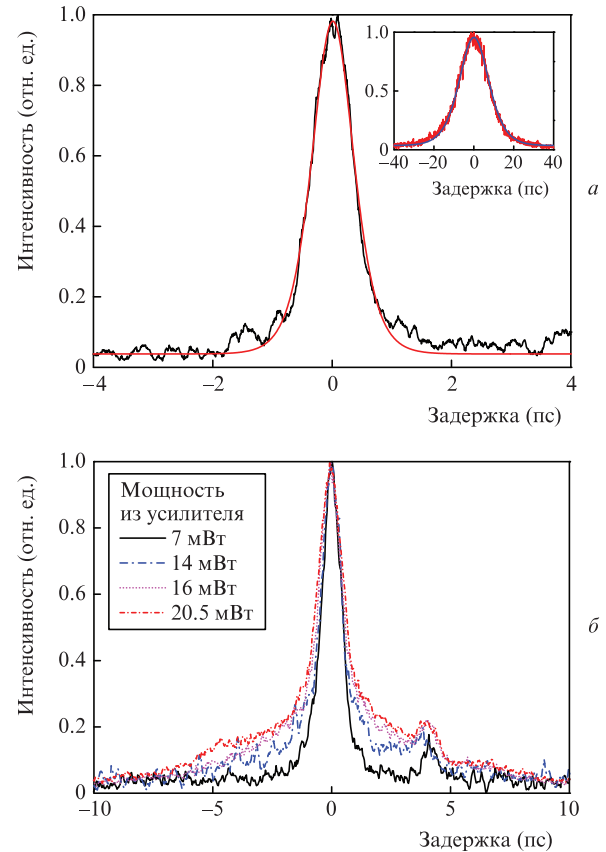 Интенсивность (отн. ед.)
1.0
0.8
0.6
0.4
0.2
0
−4
−2
0
2
4
Задержка (пс)
1.0
0.5
0
−40
−20
0
20
40
Задержка (пс)
а
Интенсивность (отн. ед.)
1.0
0.8
0.6
0.4
0.2
0
−10
−5
0
5
10
Задержка (пс)
Мощность
из усилителя
7 мВт
14 мВт
16 мВт
20.5 мВт
б